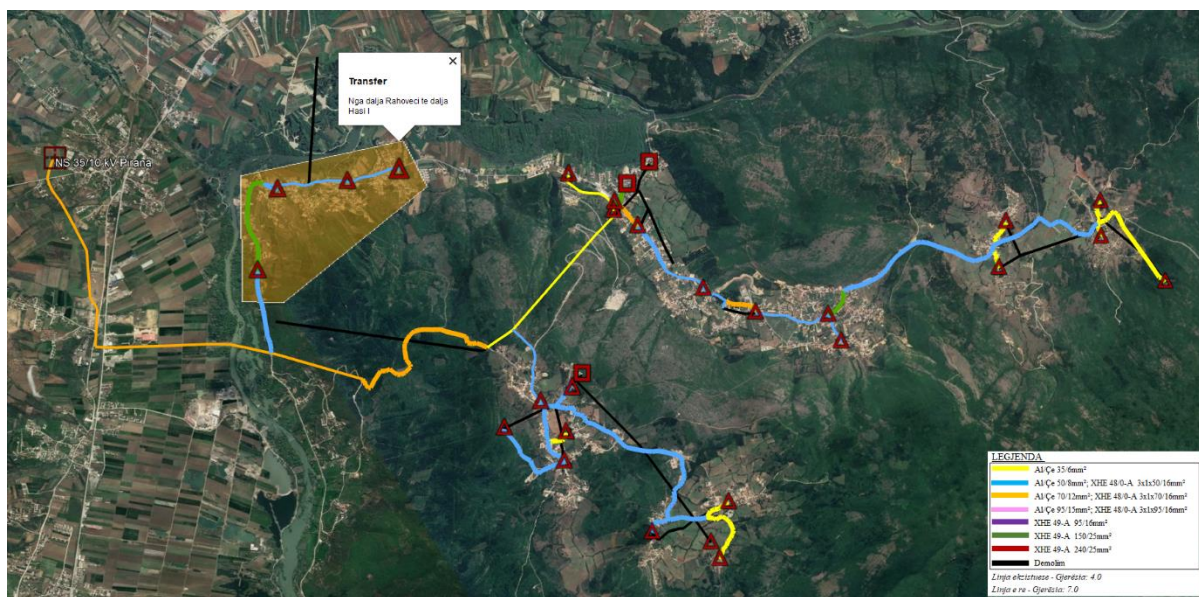 Transfer
Nga dalja Rahoveci te dalja
Hasi I
NS 35/10 kV Pirana
LEGJENDA
Al/Çe 35/6mm²
Al/Çe 50/8mm²; XHE 48/0-A 3x1x50/16mm²
Al/Çe 70/12mm²; XHE 48/0-A 3x1x70/16mm²
Al/Çe 95/15mm²; XHE 48/0-A 3x1x95/16mm²
XHE 49-A 95/16mm²
XHE 49-A 150/25mm²
XHE 49-A 240/25mm²
Demolim
Linja ekzistuese - Gjerësia: 4.0
Linja e re - Gjerësia: 7.0